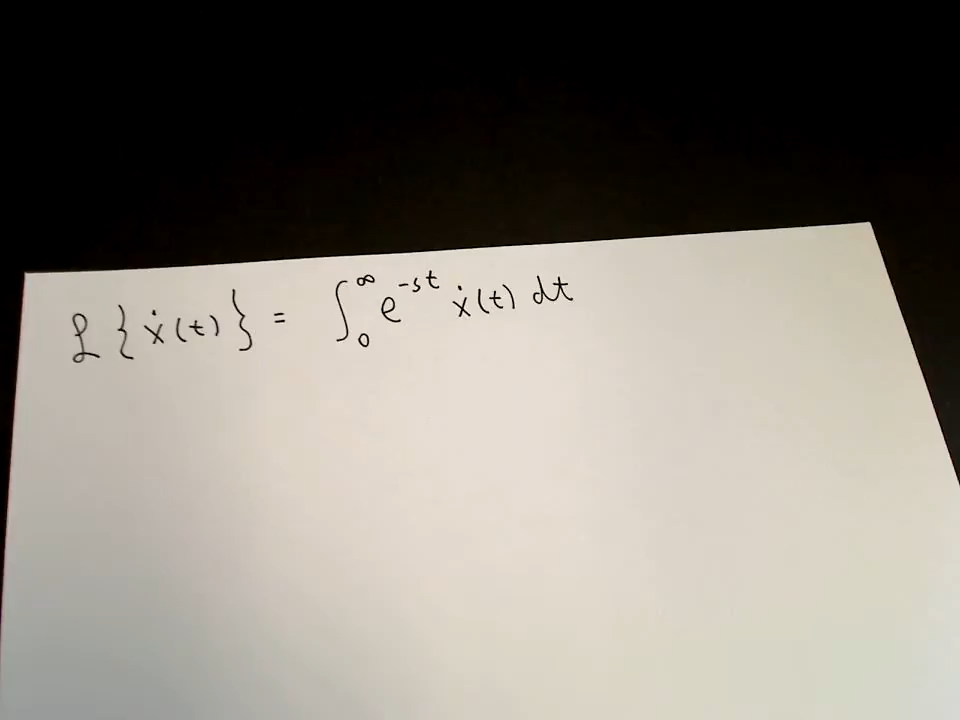 ℒ{ẋ(t)} = ∫₀^∞ e^{-st} ẋ(t) dt